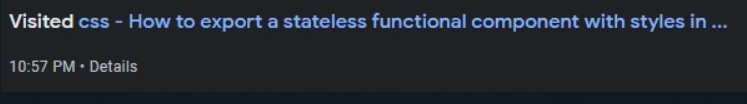 Visited css - How to export a stateless functional component with styles in ...
10:57 PM • Details